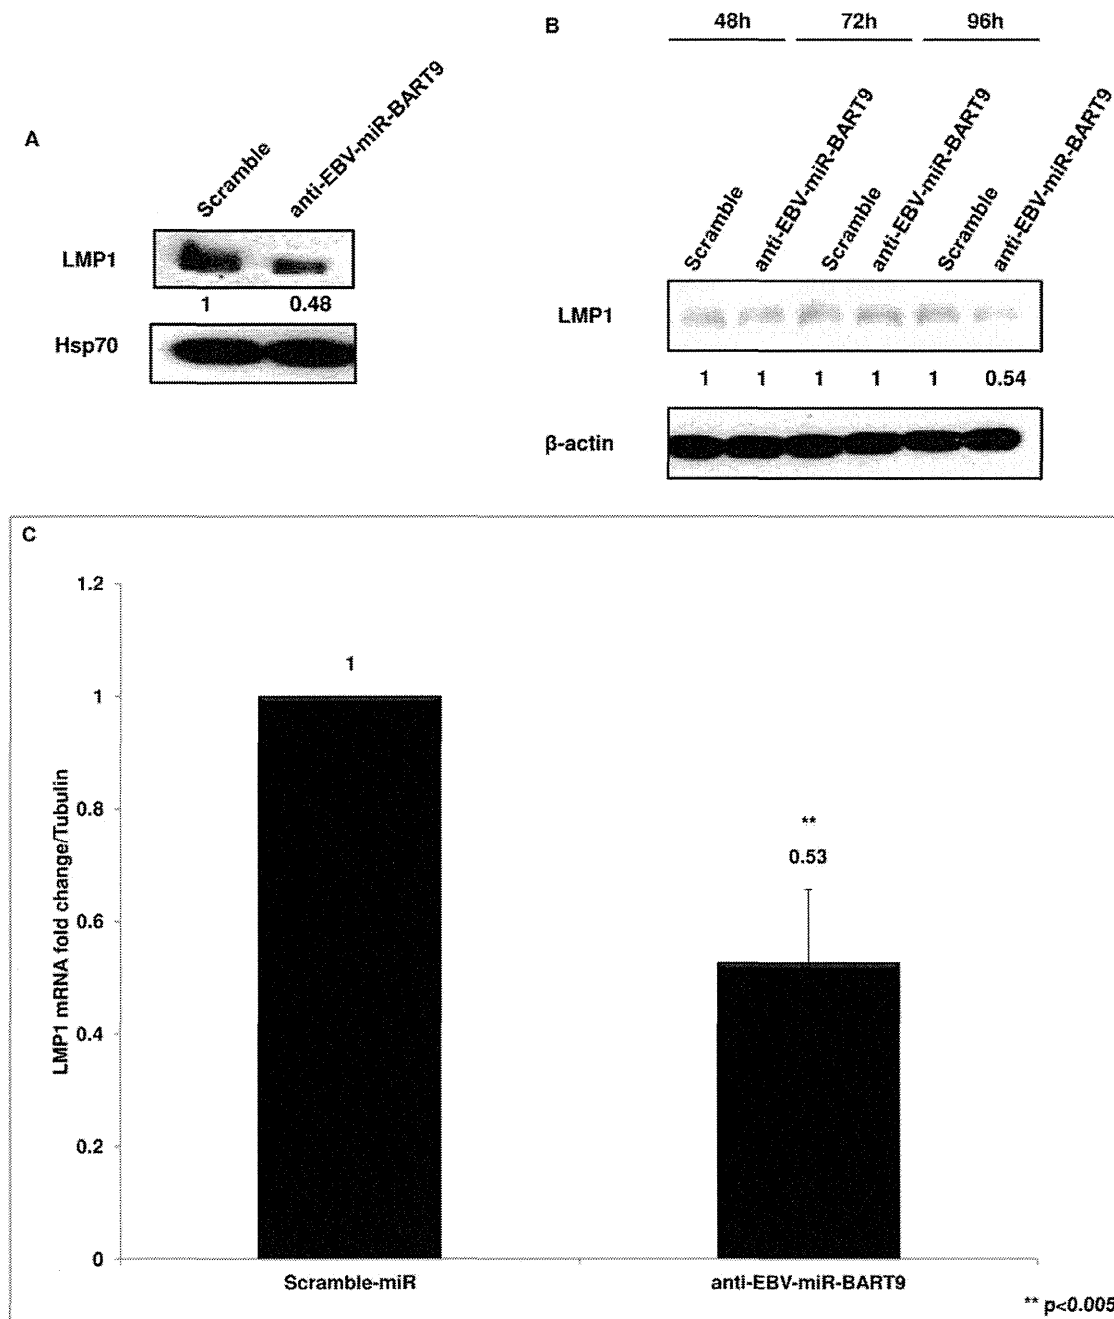 A
Scramble
anti-EBV-miR-BART9
LMP1
1 0.48
Hsp70
B
48h 72h 96h
Scramble
anti-EBV-miR-BART9
Scramble
anti-EBV-miR-BART9
Scramble
anti-EBV-miR-BART9
LMP1
1 1 1 1 1 0.54
β-actin
C
LMP1 mRNA fold change/Tubulin
1.2
1
0.8
0.6
0.4
0.2
0
1
**
0.53
Scramble-miR
anti-EBV-miR-BART9
** p<0.005